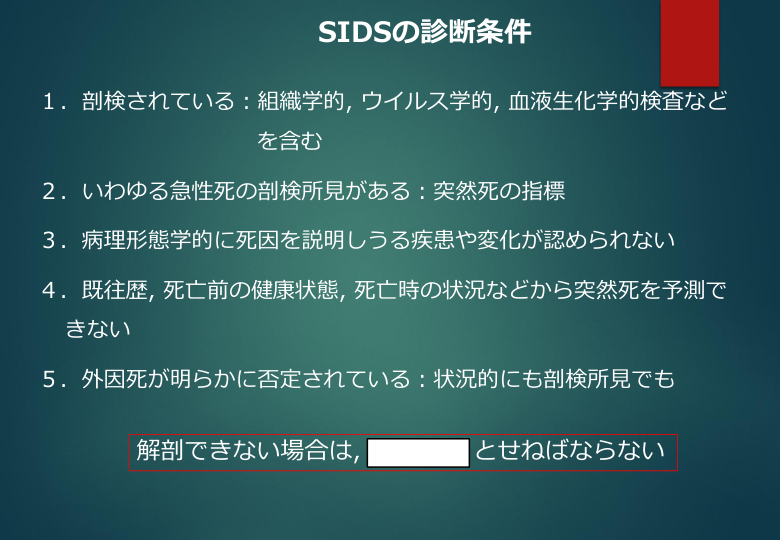 SIDSの診断条件
１．剖検されている：組織学的, ウイルス学的, 血液生化学的検査など
を含む
２．いわゆる急性死の剖検所見がある：突然死の指標
３．病理形態学的に死因を説明しうる疾患や変化が認められない
４．既往歴, 死亡前の健康状態, 死亡時の状況などから突然死を予測で
きない
５．外因死が明らかに否定されている：状況的にも剖検所見でも
解剖できない場合は, とせねばならない